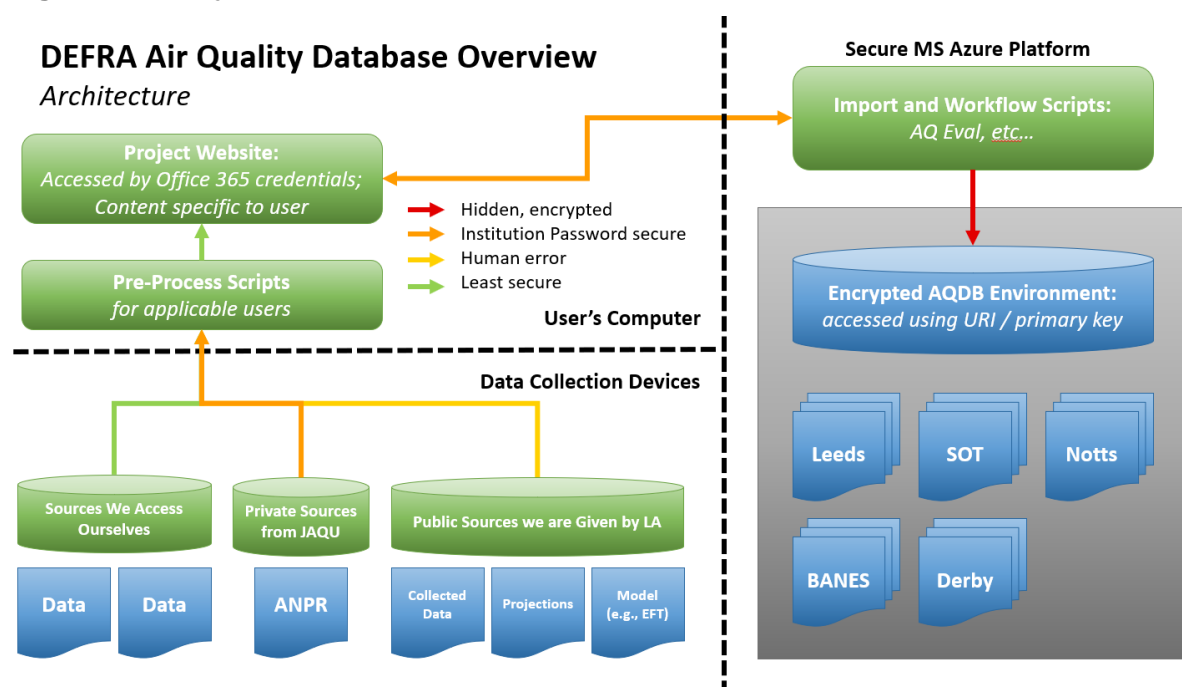 DEFRA Air Quality Database Overview
Architecture
Project Website:
Accessed by Office 365 credentials;
Content specific to user
Pre-Process Scripts
for applicable users
Hidden, encrypted
Institution Password secure
Human error
Least secure
User's Computer
Data Collection Devices
Sources We Access
Ourselves
Private Sources
from JAQU
Public Sources we are Given by LA
Data
Data
ANPR
Collected
Data
Projections
Model
(e.g., EFT)
Secure MS Azure Platform
Import and Workflow Scripts:
AQ Eval, etc...
Encrypted AQDB Environment:
accessed using URI / primary key
Leeds
SOT
Notts
BANES
Derby